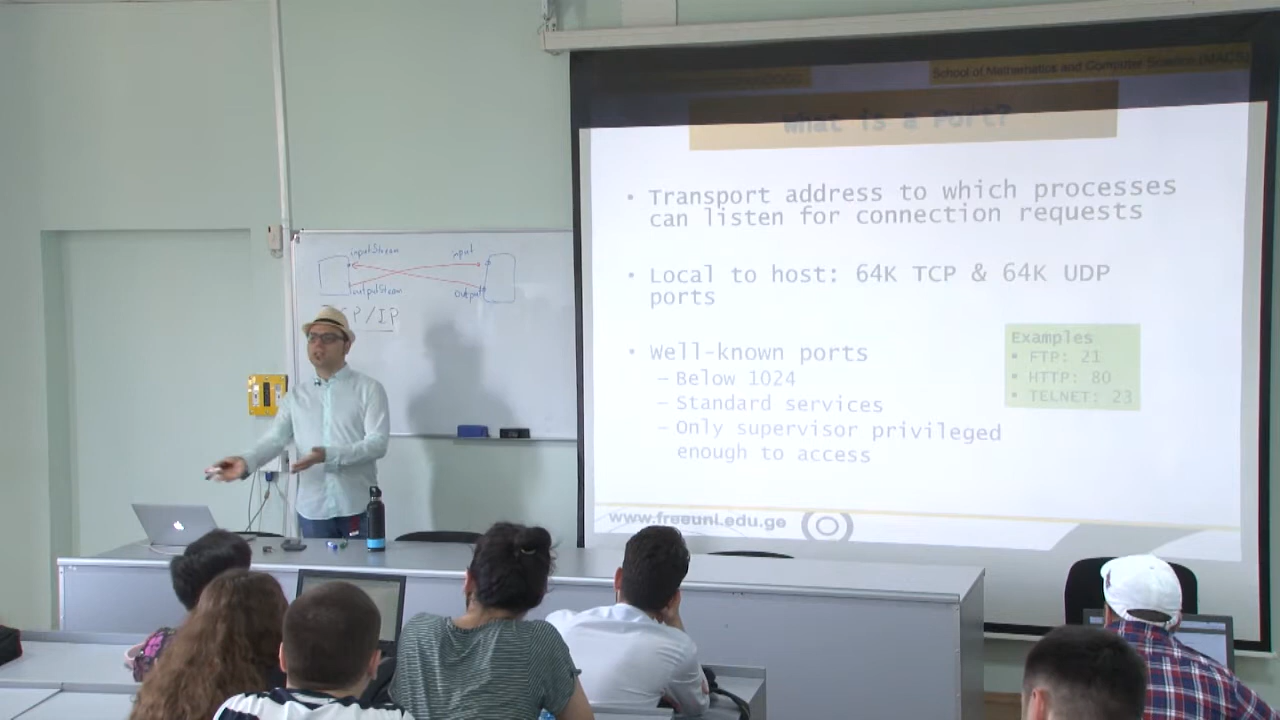 School of Mathematics and Computer Science (MACS)
What is a Port?
• Transport address to which processes
can listen for connection requests
• Local to host: 64K TCP & 64K UDP
ports
• Well-known ports
– Below 1024
– Standard services
– Only supervisor privileged
enough to access
Examples
▪ FTP: 21
▪ HTTP: 80
▪ TELNET: 23
www.freeuni.edu.ge
inputStream
input
outputStream
output
P/IP